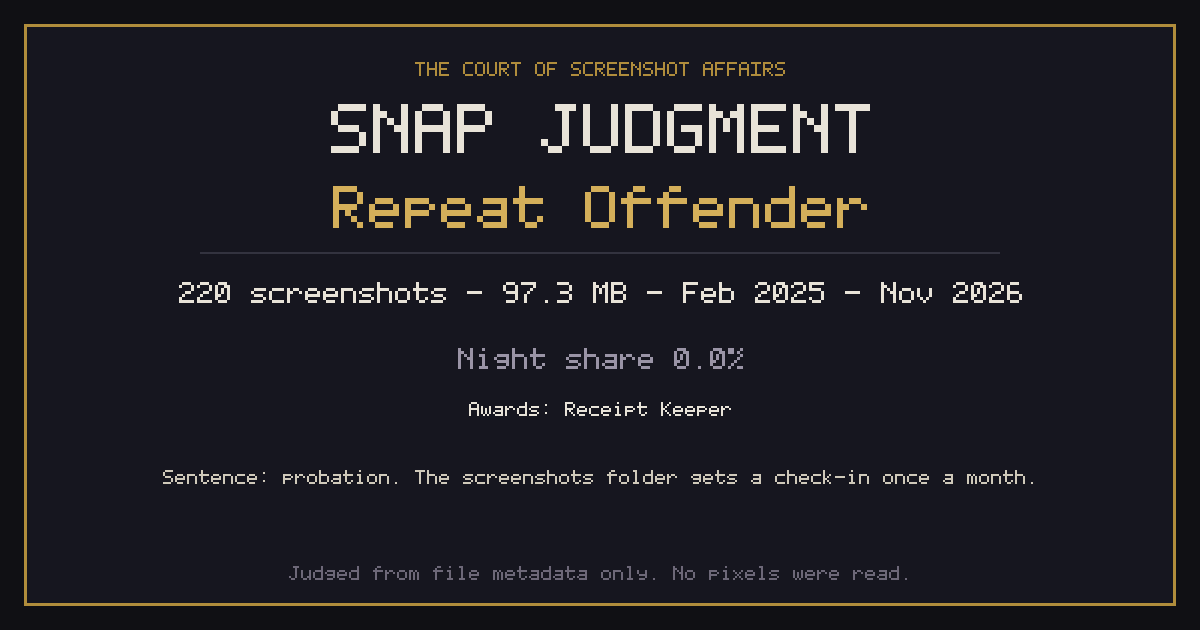 THE COURT OF SCREENSHOT AFFAIRS
SNAP JUDGMENT
Repeat Offender
220 screenshots - 97.3 MB - Feb 2025 - Nov 2026
Night share 0.0%
Awards: Receipt Keeper
Sentence: probation. The screenshots folder gets a check-in once a month.
Judged from file metadata only. No pixels were read.